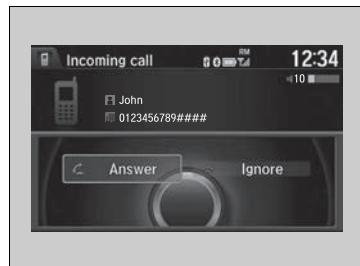 Incoming call
RM
12:34
10
John
0123456789####
Answer
Ignore